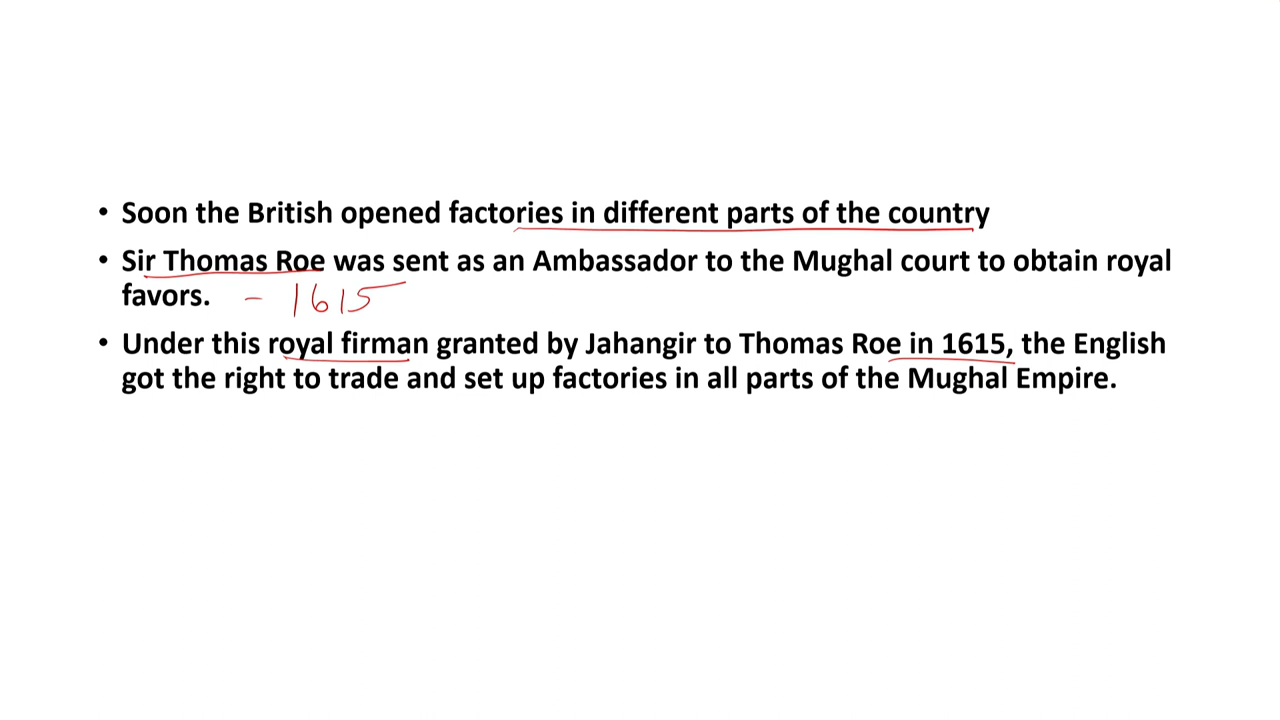 • Soon the British opened factories in different parts of the country
• Sir Thomas Roe was sent as an Ambassador to the Mughal court to obtain royal
favors. - 1615
• Under this royal firman granted by Jahangir to Thomas Roe in 1615, the English
got the right to trade and set up factories in all parts of the Mughal Empire.